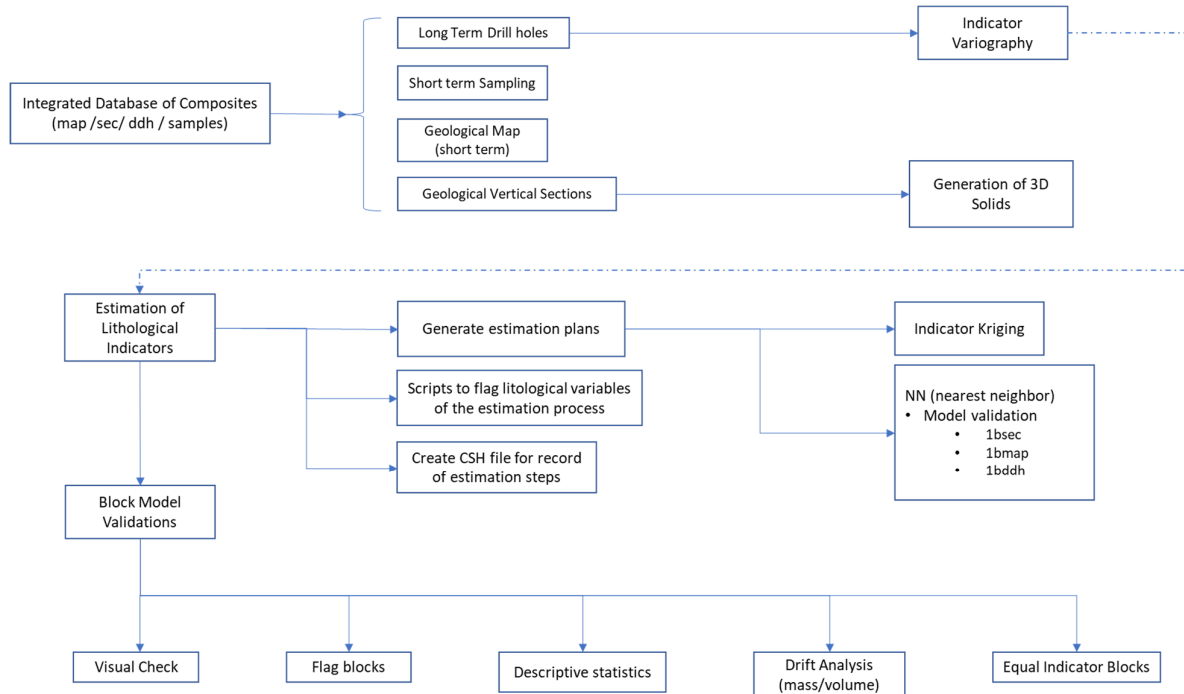 Long Term Drill holes
Indicator
Variography
Integrated Database of Composites
(map /sec/ ddh / samples)
Short term Sampling
Geological Map
(short term)
Geological Vertical Sections
Generation of 3D
Solids
Estimation of
Lithological
Indicators
Generate estimation plans
Indicator Kriging
Scripts to flag litological variables
of the estimation process
NN (nearest neighbor)
• Model validation
• 1bsec
• 1bmap
• 1bddh
Create CSH file for record
of estimation steps
Block Model
Validations
Visual Check
Flag blocks
Descriptive statistics
Drift Analysis
(mass/volume)
Equal Indicator Blocks